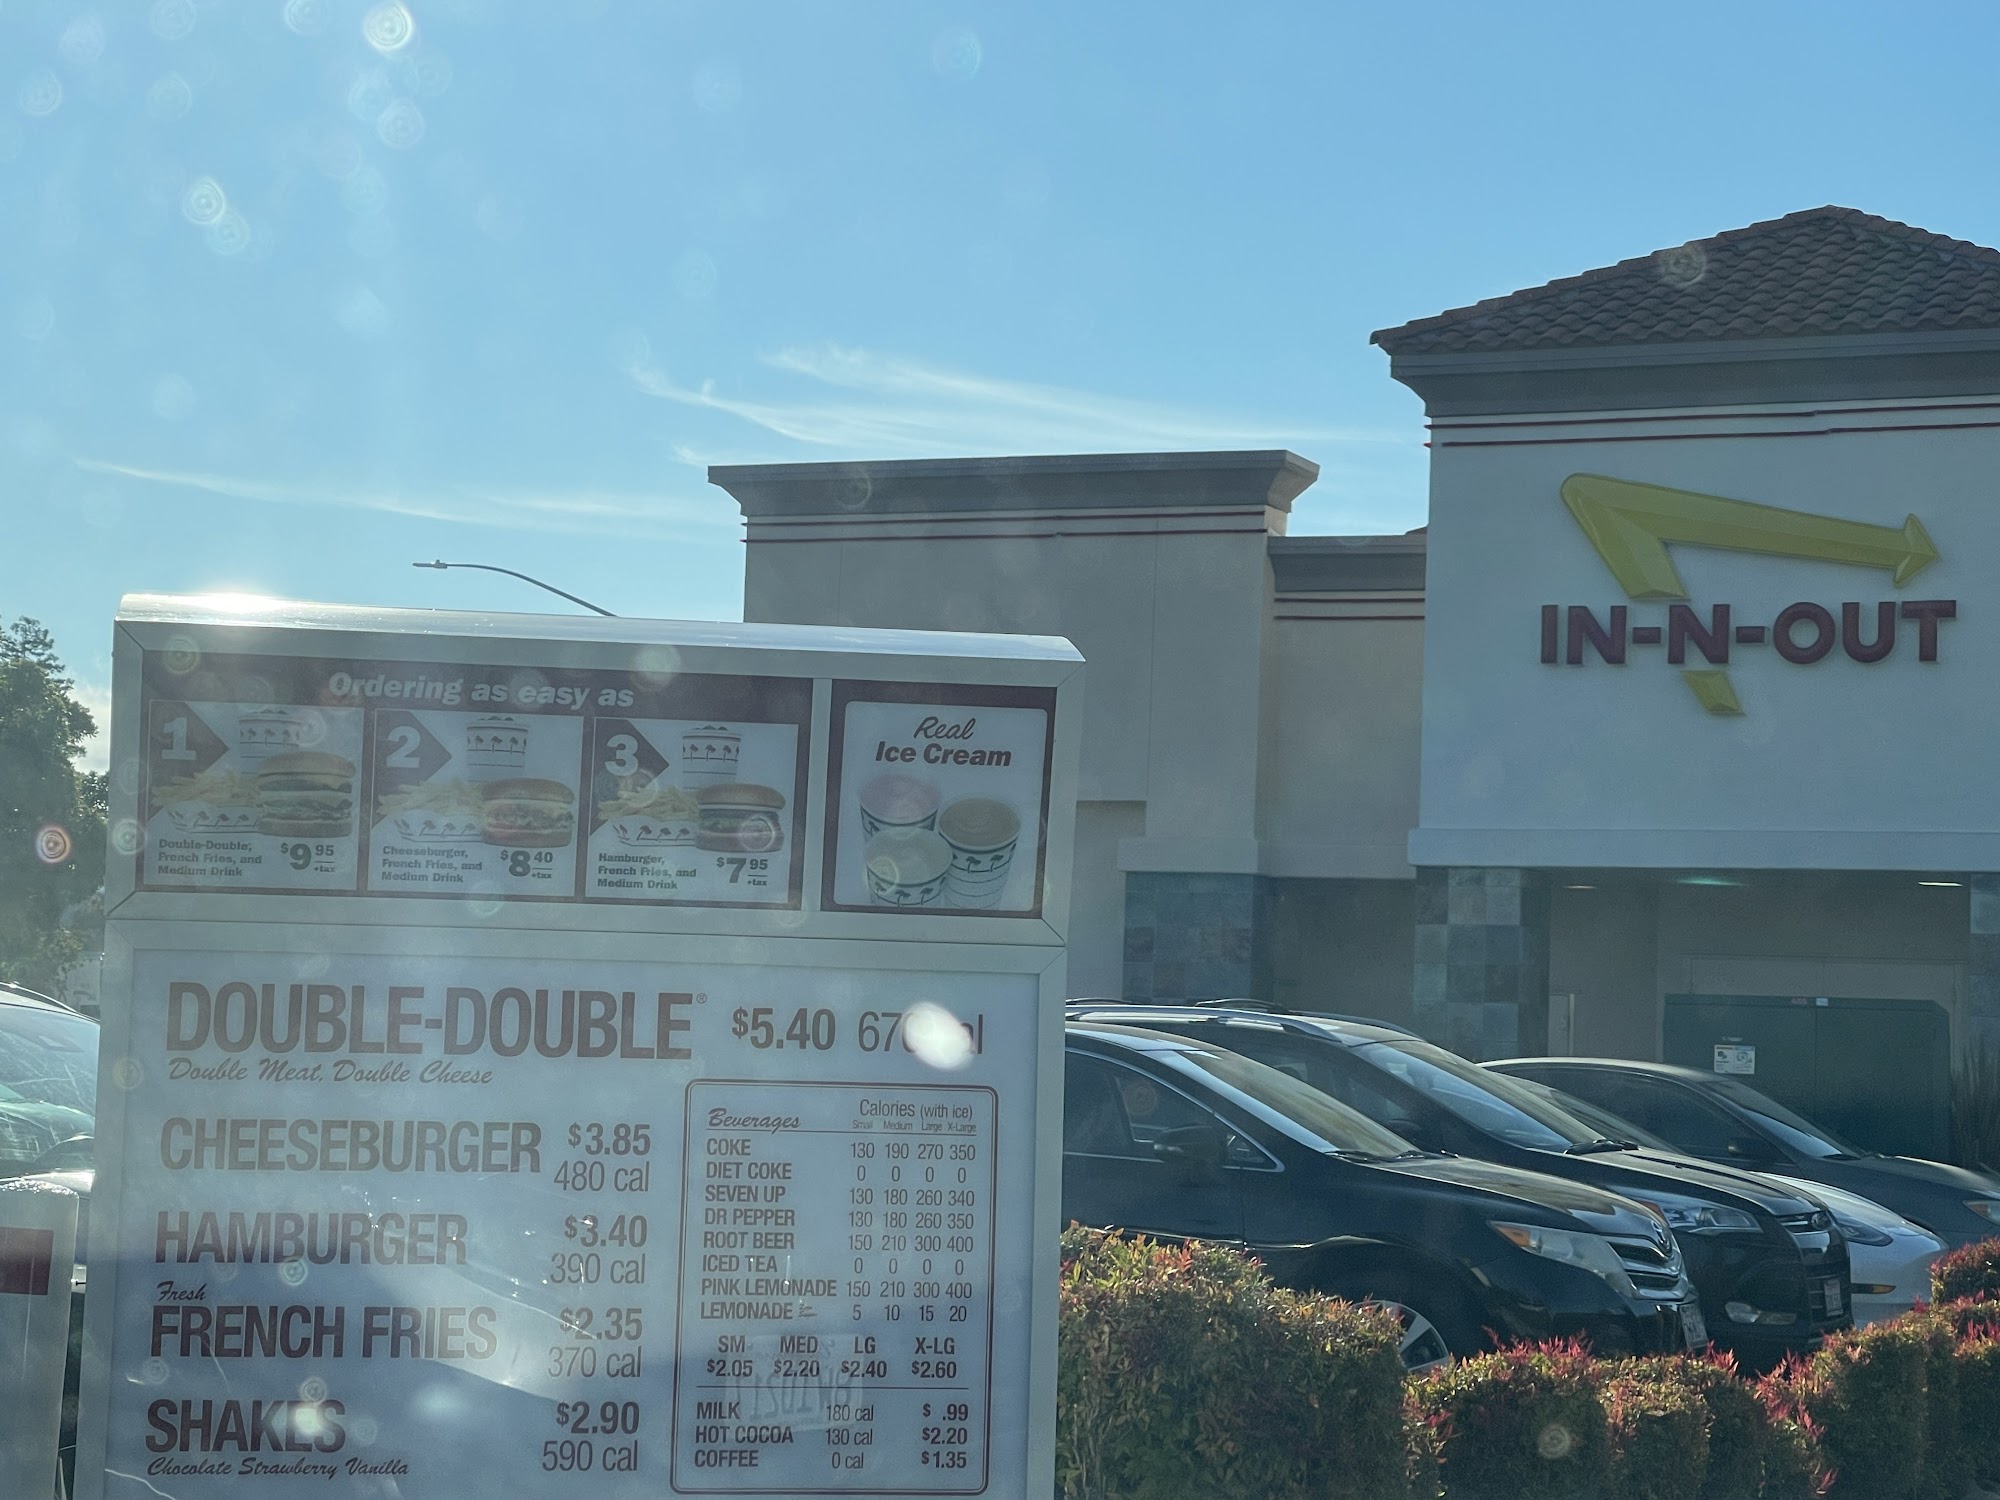 IN-N-OUT
Ordering as easy as
1
Double-Double,
French Fries, and
Medium Drink
$9 95
+tax
2
Cheeseburger,
French Fries, and
Medium Drink
$8 40
+tax
3
Hamburger,
French Fries, and
Medium Drink
$7 95
+tax
Real
Ice Cream
DOUBLE-DOUBLE® $5.40
Double Meat, Double Cheese
CHEESEBURGER $3.85
480 cal
HAMBURGER $3.40
390 cal
Fresh
FRENCH FRIES $2.35
370 cal
SHAKES $2.90
Chocolate Strawberry Vanilla 590 cal
Beverages Calories (with ice)
Small Medium Large X-Large
COKE 130 190 270 350
DIET COKE 0 0 0 0
SEVEN UP 130 180 260 340
DR PEPPER 130 180 260 350
ROOT BEER 150 210 300 400
ICED TEA 0 0 0 0
PINK LEMONADE 150 210 300 400
LEMONADE 5 10 15 20
SM MED LG X-LG
$2.05 $2.20 $2.40 $2.60
MILK 180 cal $ .99
HOT COCOA 130 cal $2.20
COFFEE 0 cal $1.35